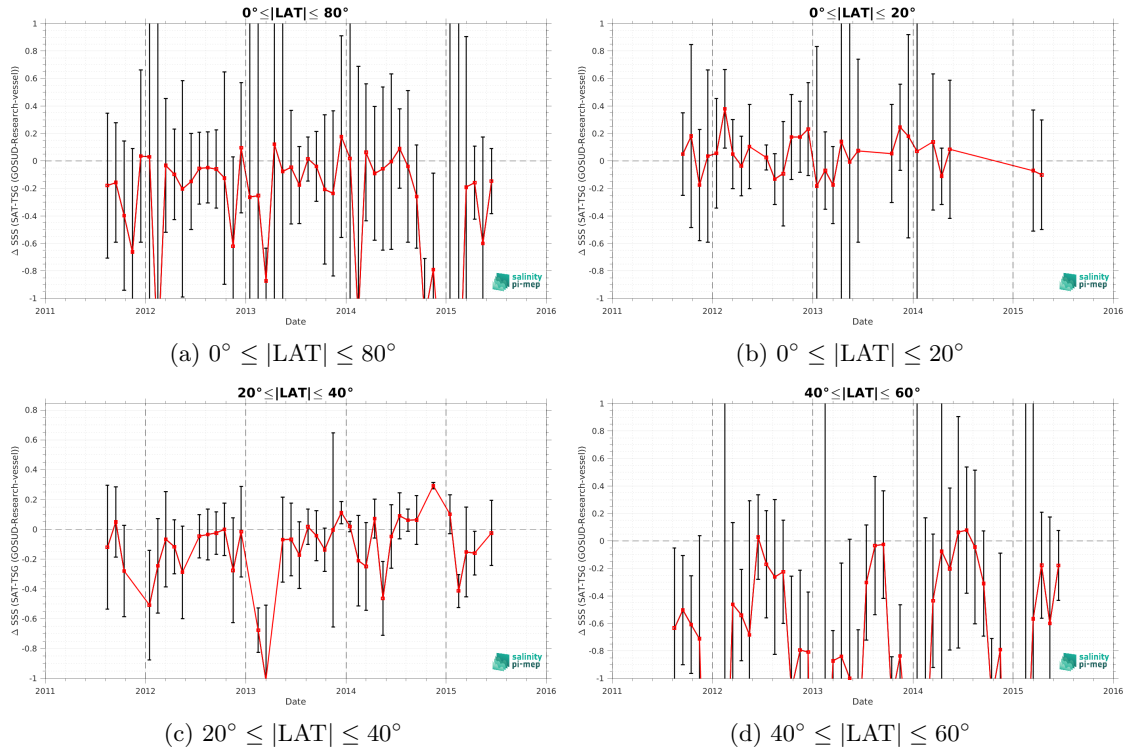 0°≤|LAT|≤ 80°
Δ SSS (SAT-TSG (GOSUD-Research-vessel))
1
0.8
0.6
0.4
0.2
0
-0.2
-0.4
-0.6
-0.8
-1
2011 2012 2013 2014 2015 2016
Date
salinity
pi-mep
(a) 0° ≤ |LAT| ≤ 80°
0°≤|LAT|≤ 20°
Δ SSS (SAT-TSG (GOSUD-Research-vessel))
1
0.8
0.6
0.4
0.2
0
-0.2
-0.4
-0.6
-0.8
-1
2011 2012 2013 2014 2015 2016
Date
salinity
pi-mep
(b) 0° ≤ |LAT| ≤ 20°
20°≤|LAT|≤ 40°
Δ SSS (SAT-TSG (GOSUD-Research-vessel))
0.8
0.6
0.4
0.2
0
-0.2
-0.4
-0.6
-0.8
-1
2011 2012 2013 2014 2015 2016
Date
salinity
pi-mep
(c) 20° ≤ |LAT| ≤ 40°
40°≤|LAT|≤ 60°
Δ SSS (SAT-TSG (GOSUD-Research-vessel))
1
0.8
0.6
0.4
0.2
0
-0.2
-0.4
-0.6
-0.8
-1
2011 2012 2013 2014 2015 2016
Date
salinity
pi-mep
(d) 40° ≤ |LAT| ≤ 60°